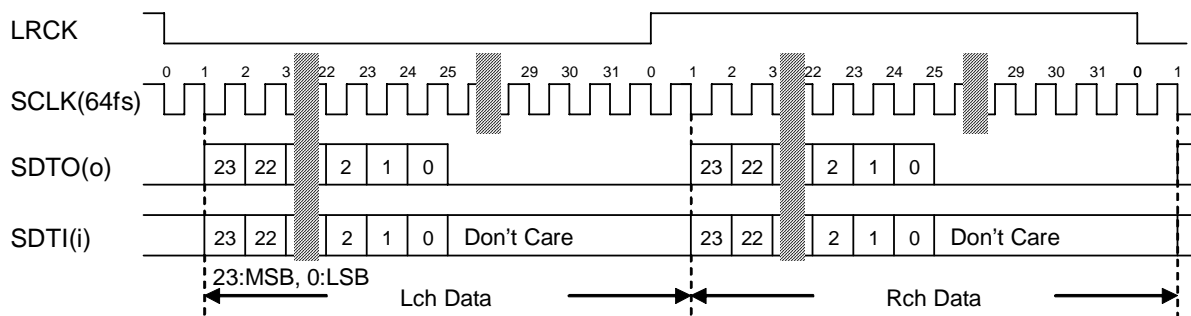 LRCK
0 1 2 3 22 23 24 25 29 30 31 0 1 2 3 22 23 24 25 29 30 31 0 1
SCLK(64fs)
SDTO(o) 23 22 2 1 0 23 22 2 1 0
SDTI(i) 23 22 2 1 0 Don't Care 23 22 2 1 0 Don't Care
23:MSB, 0:LSB
Lch Data Rch Data